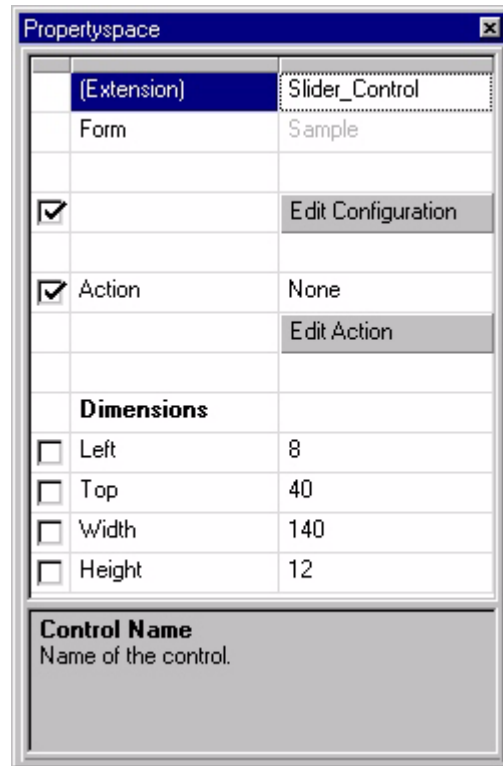 Propertyspace
(Extension) Slider_Control
Form Sample
Edit Configuration
Action None
Edit Action
Dimensions
Left 8
Top 40
Width 140
Height 12
Control Name
Name of the control.